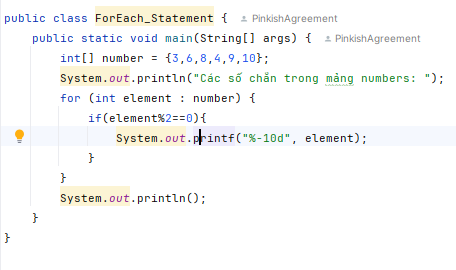 public class ForEach_Statement { PinkishAgreement
public static void main(String[] args) { PinkishAgreement
int[] number = {3,6,8,4,9,10};
System.out.println("Các số chẵn trong mảng numbers: ");
for (int element : number) {
if(element%2==0){
System.out.printf("%-10d", element);
}
}
System.out.println();
}
}